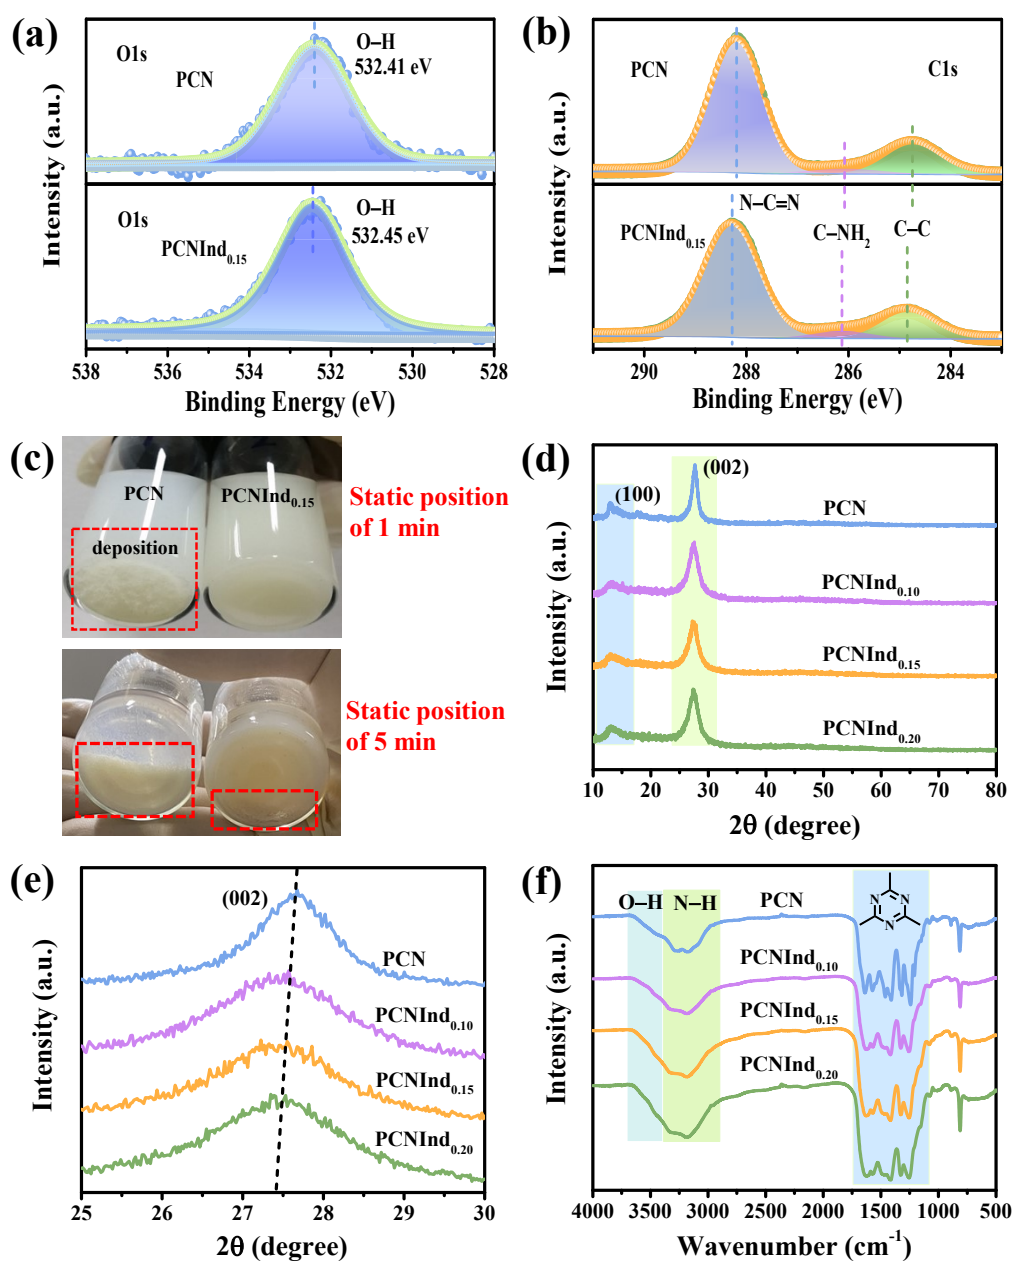 (a)
O1s
PCN
O–H
532.41 eV
O1s
PCNInd0.15
O–H
532.45 eV
Intensity (a.u.)
538 536 534 532 530 528
Binding Energy (eV)
(b)
PCN
C1s
PCNInd0.15
N–C=N
C–NH2
C–C
Intensity (a.u.)
290 288 286 284
Binding Energy (eV)
(c)
PCN
PCNInd0.15
deposition
Static position
of 1 min
Static position
of 5 min
(d)
(100)
(002)
PCN
PCNInd0.10
PCNInd0.15
PCNInd0.20
Intensity (a.u.)
10 20 30 40 50 60 70 80
2θ (degree)
(e)
(002)
PCN
PCNInd0.10
PCNInd0.15
PCNInd0.20
Intensity (a.u.)
25 26 27 28 29 30
2θ (degree)
(f)
O–H
N–H
PCN
N N
N
PCNInd0.10
PCNInd0.15
PCNInd0.20
Intensity (a.u.)
4000 3500 3000 2500 2000 1500 1000 500
Wavenumber (cm-1)